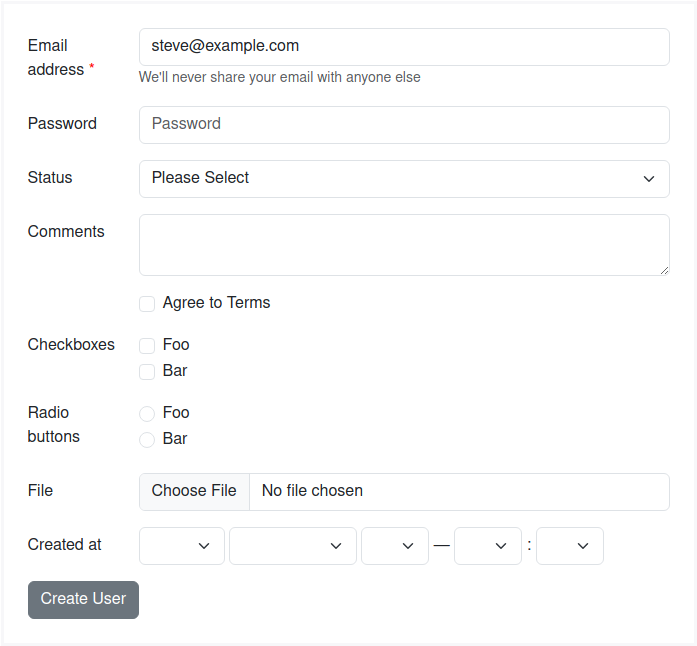 Email address *
steve@example.com
We'll never share your email with anyone else
Password
Password
Status
Please Select
Comments
Agree to Terms
Checkboxes
Foo
Bar
Radio buttons
Foo
Bar
File
Choose File
No file chosen
Created at
— :
Create User